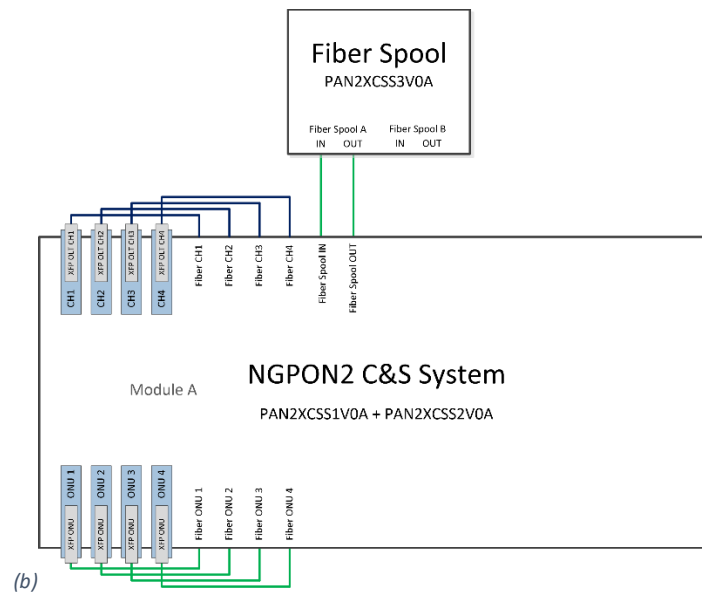 Fiber Spool
PAN2XCSS3V0A
Fiber Spool A
Fiber Spool B
IN
OUT
IN
OUT
XFP OLT CH1
XFP OLT CH2
XFP OLT CH3
XFP OLT CH4
CH1
CH2
CH3
CH4
Fiber CH1
Fiber CH2
Fiber CH3
Fiber CH4
Fiber Spool IN
Fiber Spool OUT
Module A
NGPON2 C&S System
PAN2XCSS1V0A + PAN2XCSS2V0A
ONU 1
ONU 2
ONU 3
ONU 4
XFP ONU
XFP ONU
XFP ONU
XFP ONU
Fiber ONU 1
Fiber ONU 2
Fiber ONU 3
Fiber ONU 4
(b)